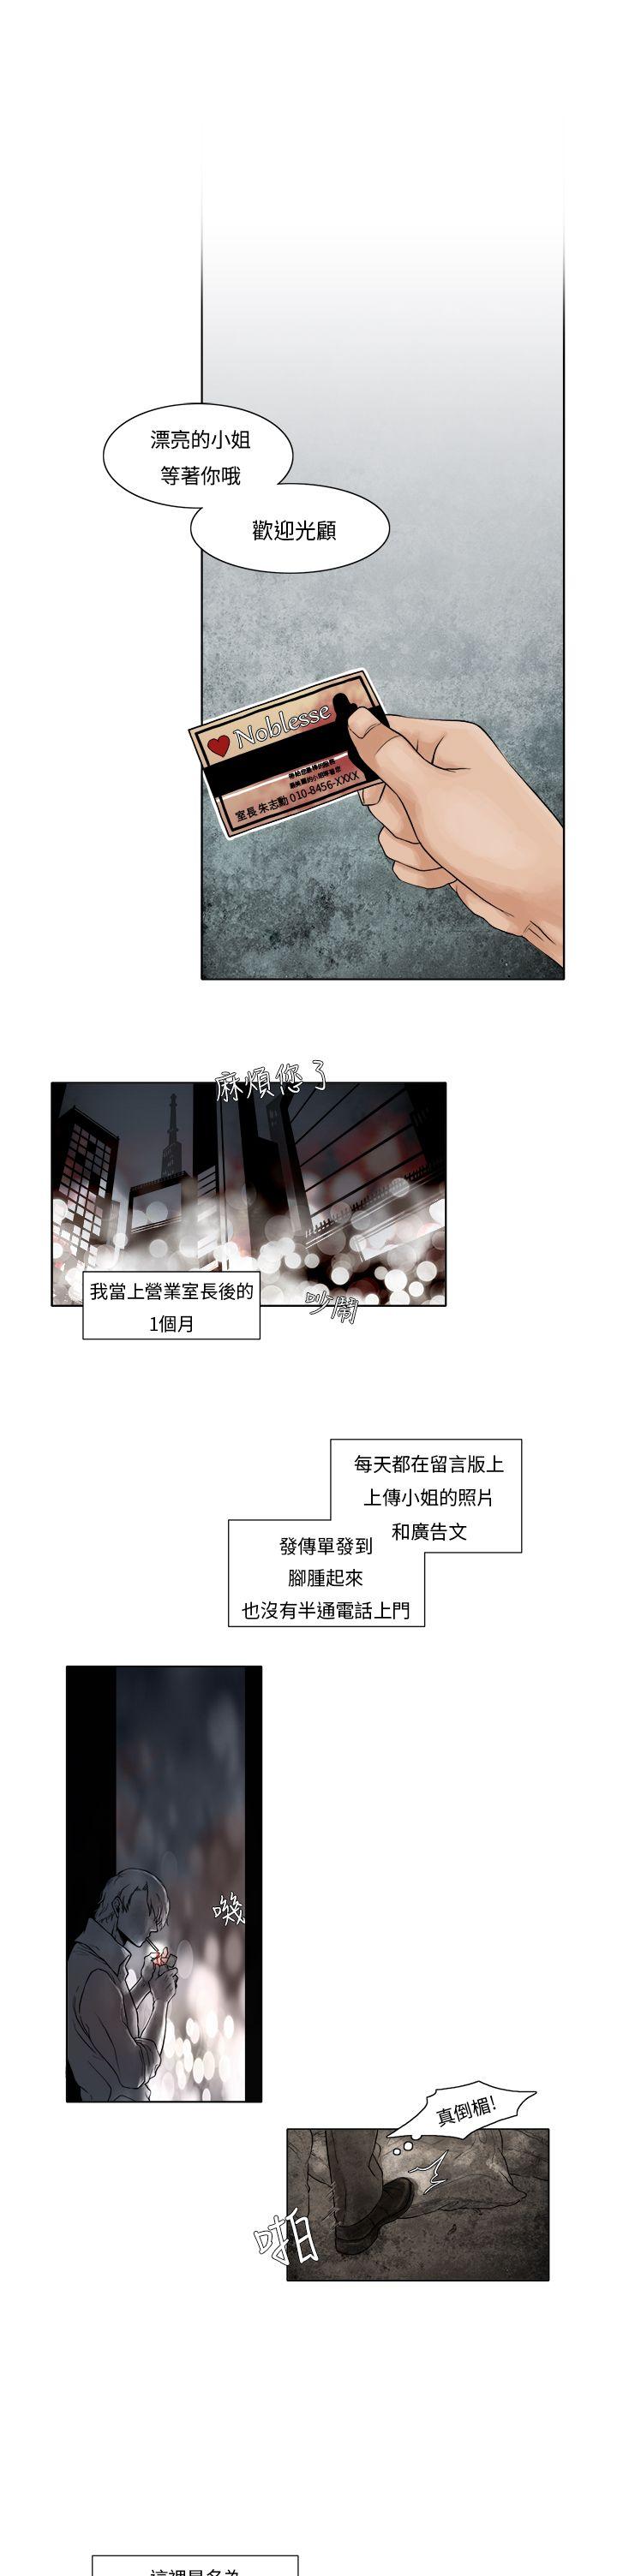 漂亮的小姐
等著你哦
歡迎光顧
Noblesse
室長 朱志勳 010-8456-XXXX
麻煩您了
我當上營業室長後的
1個月
吵鬧
每天都在留言版上
上傳小姐的照片
和廣告文
發傳單發到
腳腫起來
也沒有半通電話上門
嘰
真倒楣!
啪